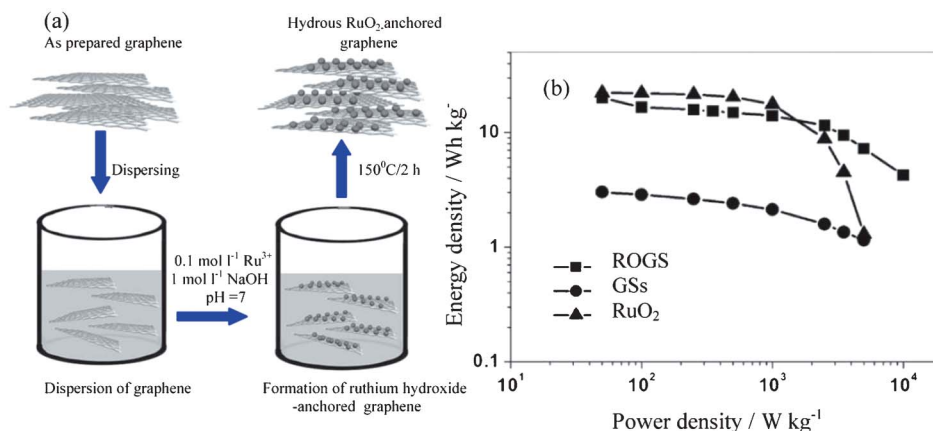 (a)
As prepared graphene
Hydrous RuO₂-anchored
graphene
Dispersing
150⁰C/2 h
0.1 mol l⁻¹ Ru³⁺
1 mol l⁻¹ NaOH
pH =7
Dispersion of graphene
Formation of ruthium hydroxide
-anchored graphene
(b)
Energy density / Wh kg⁻
10
1
0.1
ROGS
GSs
RuO₂
10¹
10²
10³
10⁴
Power density / W kg⁻¹